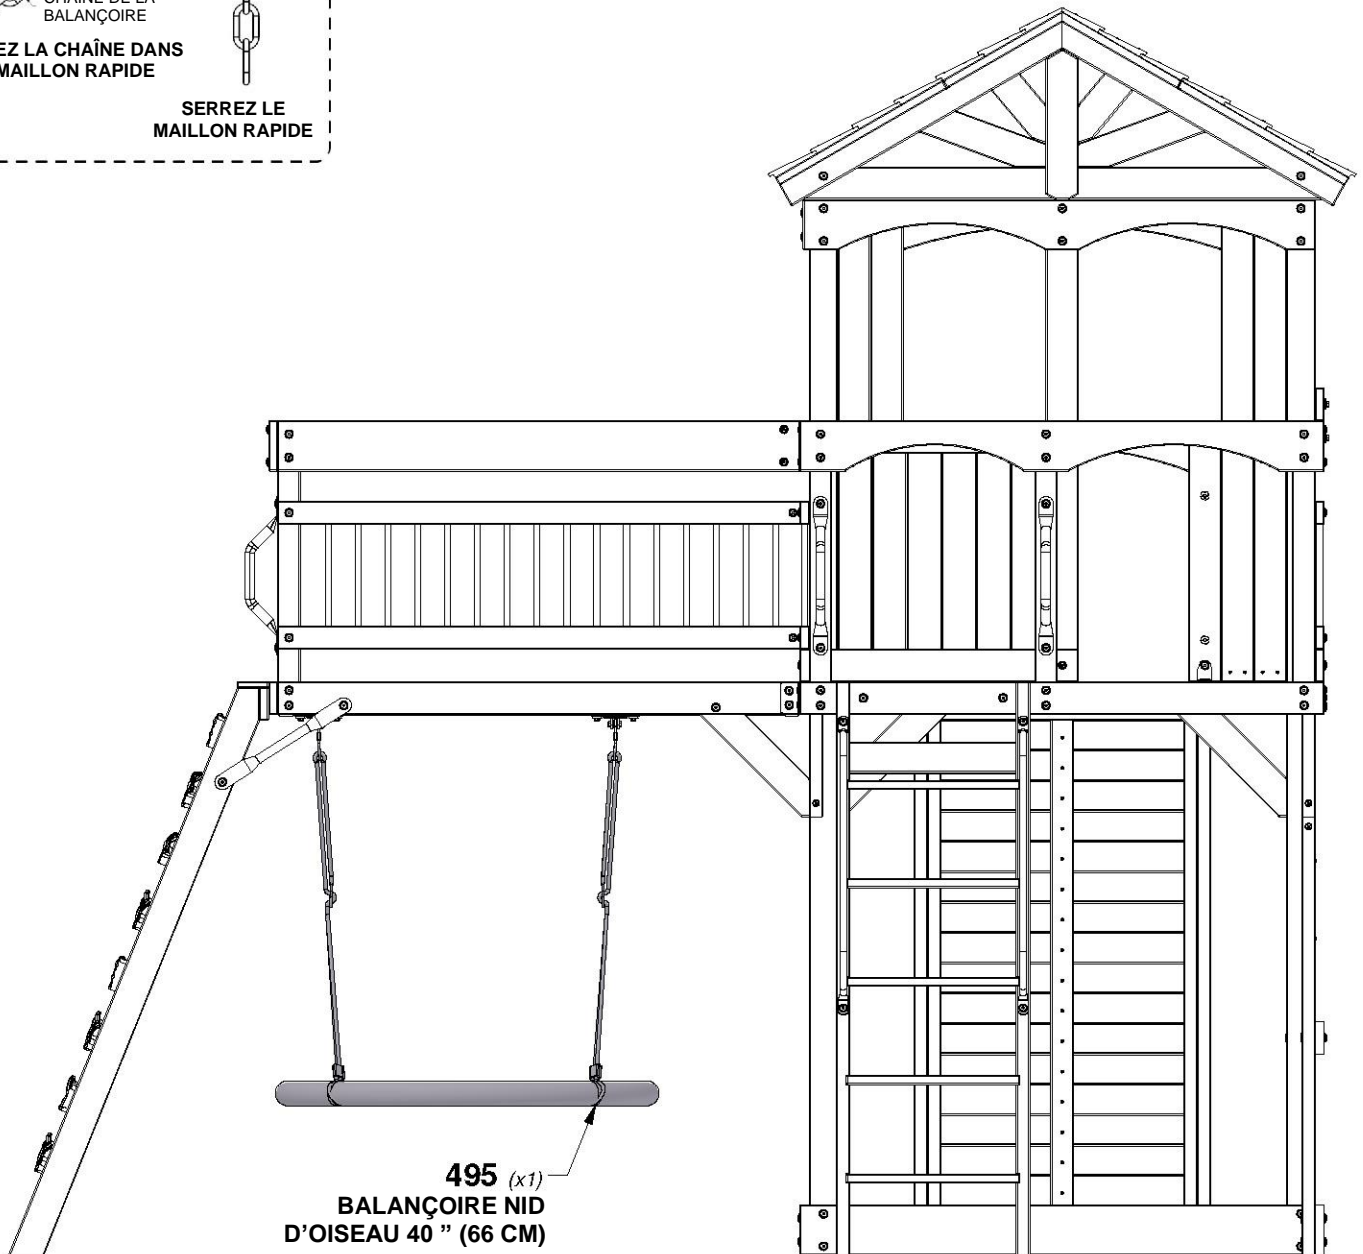 CHAÎNE DE LA
BALANÇOIRE
EZ LA CHAÎNE DANS
MAILLON RAPIDE
SERREZ LE
MAILLON RAPIDE
495 (x1)
BALANÇOIRE NID
D'OISEAU 40 ” (66 CM)